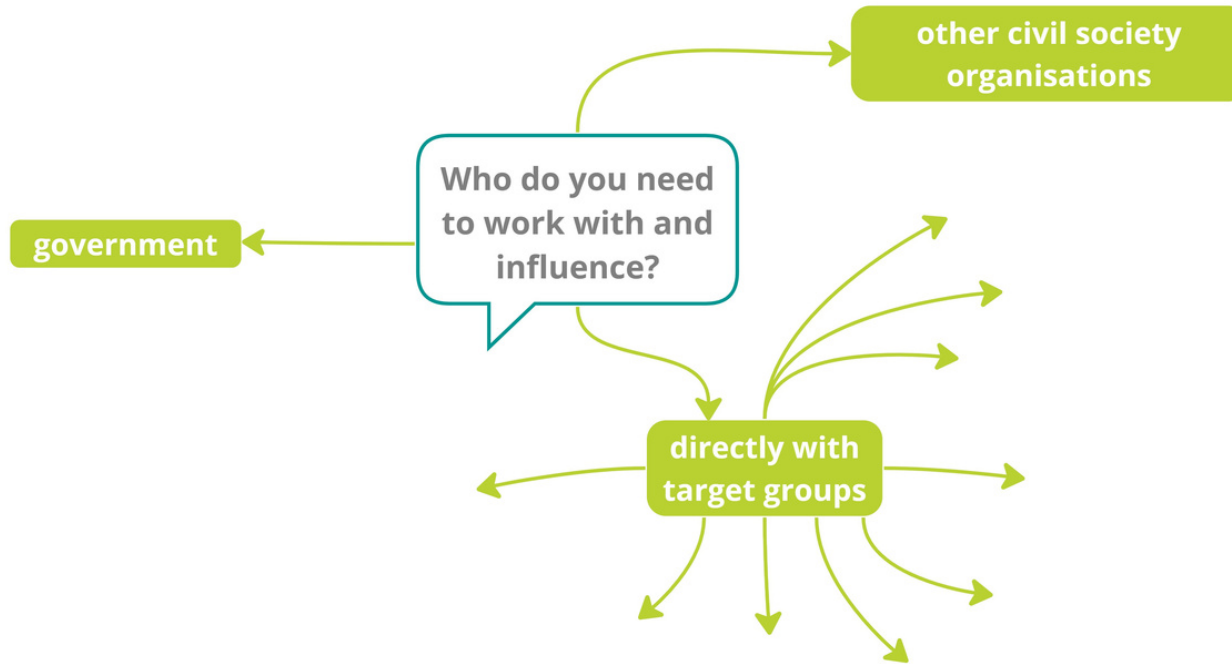 other civil society
organisations
Who do you need
to work with and
influence?
government
directly with
target groups